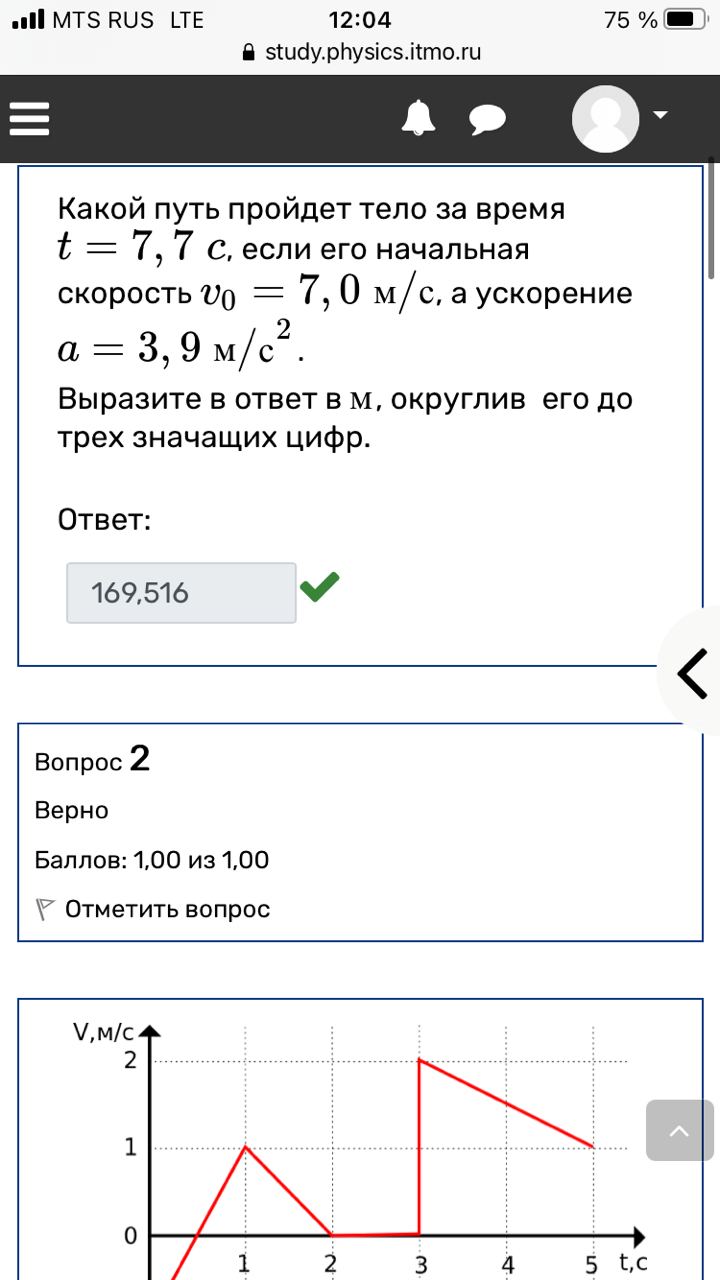 MTS RUS LTE 12:04 75 %
study.physics.itmo.ru
Какой путь пройдет тело за время
t = 7, 7 c, если его начальная
скорость v₀ = 7, 0 м/с, а ускорение
a = 3, 9 м/с².
Выразите в ответ в м, округлив его до
трех значащих цифр.
Ответ:
169,516
Вопрос 2
Верно
Баллов: 1,00 из 1,00
Отметить вопрос
V,м/с
2
1
0
1 2 3 4 5 t,c